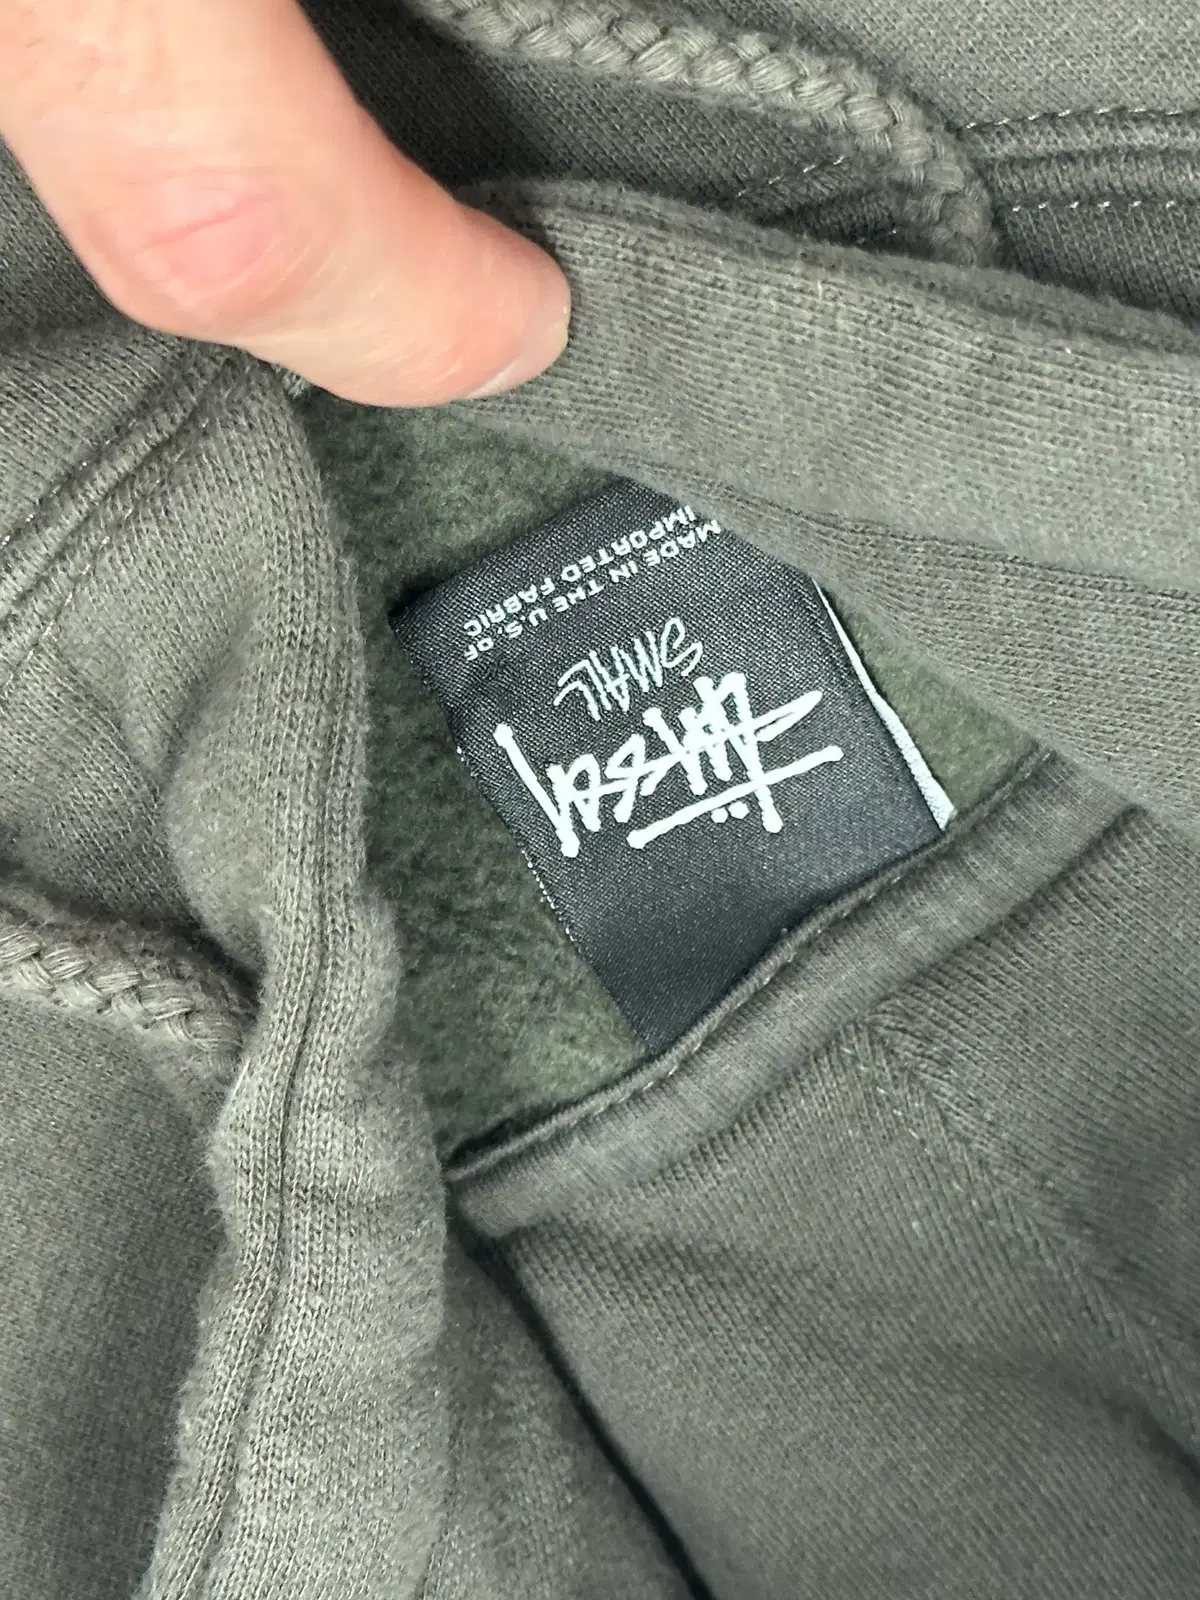 Stüssy
SMALL
MADE IN THE U.S. OF
IMPORTED FABRIC